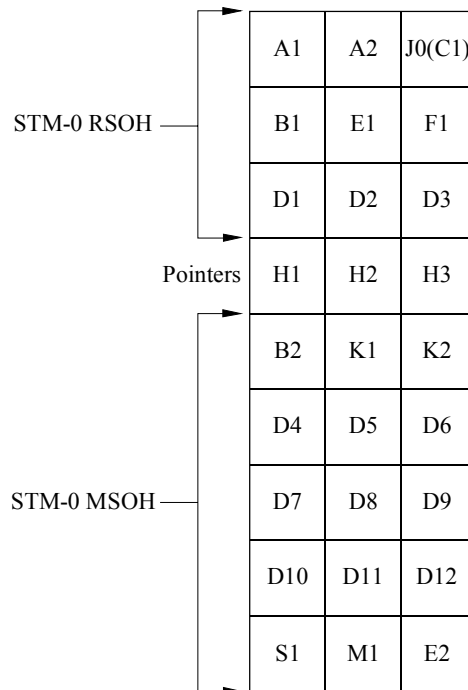 A1 A2 J0(C1)
STM-0 RSOH B1 E1 F1
D1 D2 D3
Pointers H1 H2 H3
B2 K1 K2
D4 D5 D6
STM-0 MSOH D7 D8 D9
D10 D11 D12
S1 M1 E2